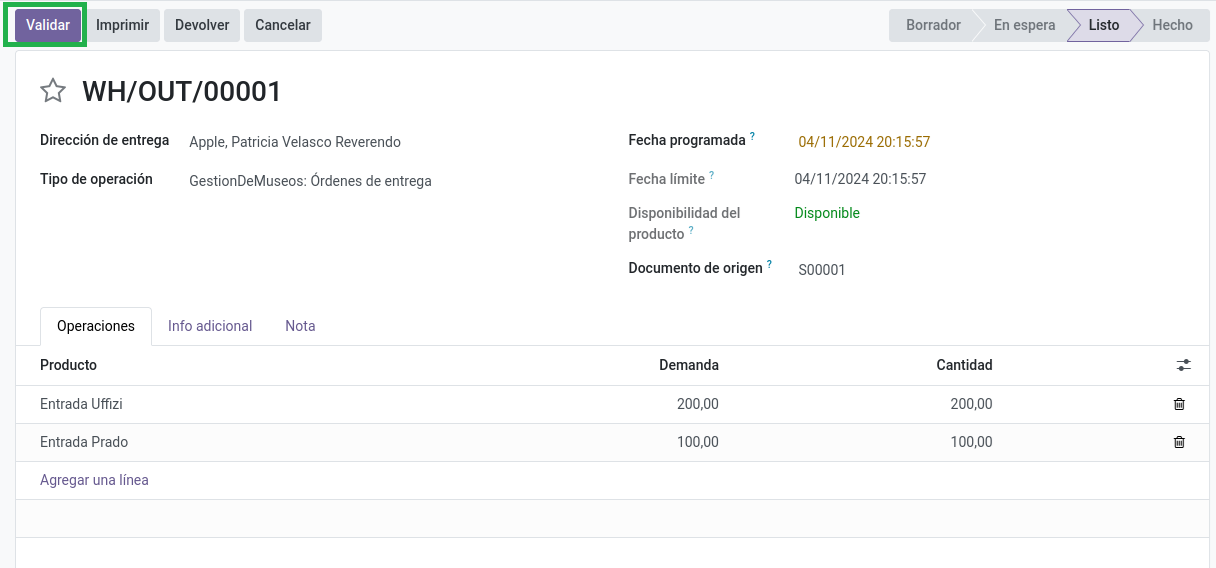 Validar Imprimir Devolver Cancelar Borrador En espera Listo Hecho
WH/OUT/00001
Dirección de entrega Apple, Patricia Velasco Reverendo Fecha programada ? 04/11/2024 20:15:57
Tipo de operación GestionDeMuseos: Órdenes de entrega Fecha límite ? 04/11/2024 20:15:57
Disponibilidad del Disponible
producto ?
Documento de origen ? S00001
Operaciones Info adicional Nota
Producto Demanda Cantidad
Entrada Uffizi 200,00 200,00
Entrada Prado 100,00 100,00
Agregar una línea